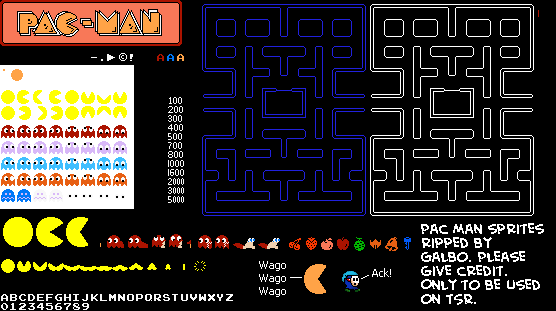 PAC-MAN
-.▶©!
A A A
100
200
300
400
500
700
800
1000
1600
2000
3000
5000
Wago
Wago
Wago
Ack!
PAC MAN SPRITES
RIPPED BY
GALBO. PLEASE
GIVE CREDIT.
ONLY TO BE USED
ON TSR.
ABCDEFGHIJKLMNOPQRSTUVWXYZ
0123456789